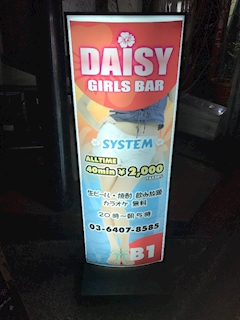 DAISY
GIRLS BAR
SYSTEM
ALLTIME
40min ¥2,000
生ビール・焼酎 飲み放題
カラオケ 無料
20時〜朝5時
03-6407-8585
B1